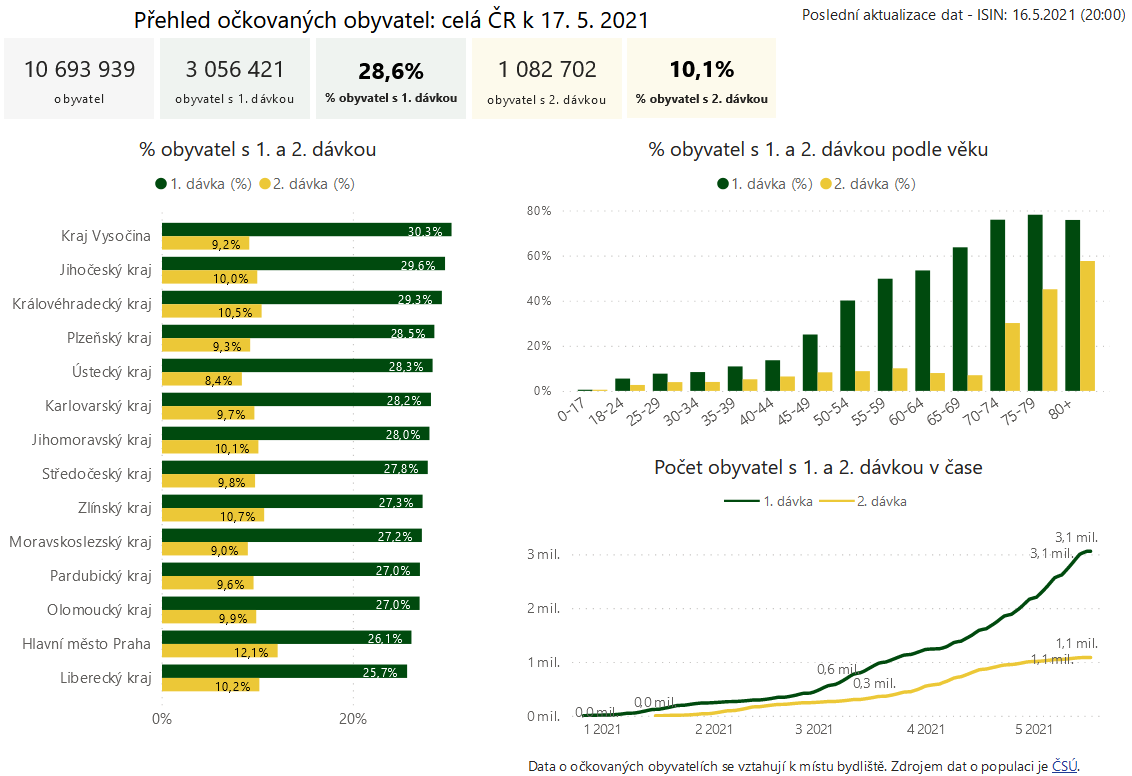 Přehled očkovaných obyvatel: celá ČR k 17. 5. 2021
Poslední aktualizace dat - ISIN: 16.5.2021 (20:00)
10 693 939
obyvatel
3 056 421
obyvatel s 1. dávkou
28,6%
% obyvatel s 1. dávkou
1 082 702
obyvatel s 2. dávkou
10,1%
% obyvatel s 2. dávkou
% obyvatel s 1. a 2. dávkou
1. dávka (%) 2. dávka (%)
Kraj Vysočina 30,3%
9,2%
Jihočeský kraj 29,6%
10,0%
Královéhradecký kraj 29,3%
10,5%
Plzeňský kraj 28,5%
9,3%
Ústecký kraj 28,3%
8,4%
Karlovarský kraj 28,2%
9,7%
Jihomoravský kraj 28,0%
10,1%
Středočeský kraj 27,8%
9,8%
Zlínský kraj 27,3%
10,7%
Moravskoslezský kraj 27,2%
9,0%
Pardubický kraj 27,0%
9,6%
Olomoucký kraj 27,0%
9,9%
Hlavní město Praha 26,1%
12,1%
Liberecký kraj 25,7%
10,2%
0% 20%
% obyvatel s 1. a 2. dávkou podle věku
1. dávka (%) 2. dávka (%)
80%
60%
40%
20%
0%
0-17 18-24 25-29 30-34 35-39 40-44 45-49 50-54 55-59 60-64 65-69 70-74 75-79 80+
Počet obyvatel s 1. a 2. dávkou v čase
1. dávka 2. dávka
3,1 mil.
3 mil. 3,1 mil.
2 mil.
1,1 mil.
1 mil. 1,1 mil.
0,6 mil.
0,3 mil.
0,0 mil.
0 mil. 0,0 mil.
1 2021 2 2021 3 2021 4 2021 5 2021
Data o očkovaných obyvatelích se vztahují k místu bydliště. Zdrojem dat o populaci je ČSÚ.